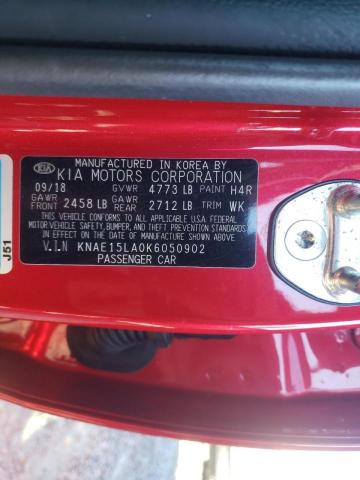 MANUFACTURED IN KOREA BY
KIA KIA MOTORS CORPORATION
09/18 GVWR 4773 LB PAINT H4R
GAWR FRONT 2458 LB GAWR REAR 2712 LB TRIM WK
THIS VEHICLE CONFORMS TO ALL APPLICABLE U.S.A FEDERAL
MOTOR VEHICLE SAFETY, BUMPER, AND THEFT PREVENTION
STANDARDS IN EFFECT ON THE DATE OF MANUFACTURE SHOWN ABOVE
V.I.N KNAE15LA0K6050902
PASSENGER CAR
J51